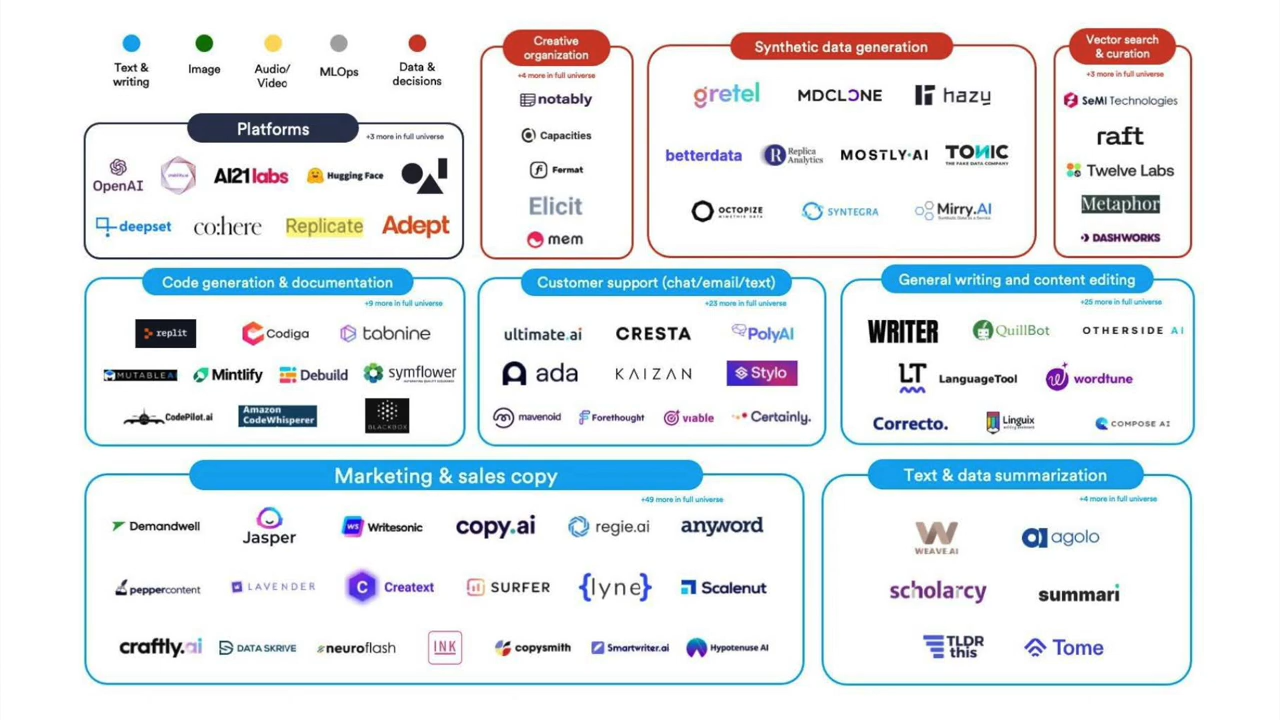 Text & writing
Image
Audio/ Video
MLOps
Data & decisions
Platforms
+3 more in full universe
OpenAI
AI21labs
Hugging Face
deepset
co:here
Replicate
Adept
Creative organization
+4 more in full universe
notably
Capacities
Fermat
Elicit
mem
Synthetic data generation
gretel
MDCLONE
hazy
betterdata
Replica Analytics
MOSTLY·AI
TONIC
THE FAKE DATA COMPANY
OCTOPIZE
SYNTEGRA
Mirry.AI
Vector search & curation
+3 more in full universe
SeMI Technologies
raft
Twelve Labs
Metaphor
DASHWORKS
Code generation & documentation
+9 more in full universe
replit
Codiga
tabnine
MUTABLEAI
Mintlify
Debuild
symflower
CodePilot.ai
Amazon CodeWhisperer
BLACKBOX
Customer support (chat/email/text)
+23 more in full universe
ultimate.ai
CRESTA
PolyAI
ada
KAIZAN
Stylo
mavenoid
Forethought
viable
Certainly.
General writing and content editing
+25 more in full universe
WRITER
QuillBot
OTHERSIDE AI
LT
LanguageTool
wordtune
Correcto.
Linguix
COMPOSE AI
Marketing & sales copy
+49 more in full universe
Demandwell
Jasper
WS Writesonic
copy.ai
regie.ai
anyword
peppercontent
LAVENDER
C Creatext
SURFER
{lyne}
Scalenut
craftly.ai
DATA SKRIVE
neuroflash
INK
copysmith
Smartwriter.ai
Hypotenuse AI
Text & data summarization
+4 more in full universe
WEAVE.AI
agolo
scholarcy
summari
TLDR this
Tome